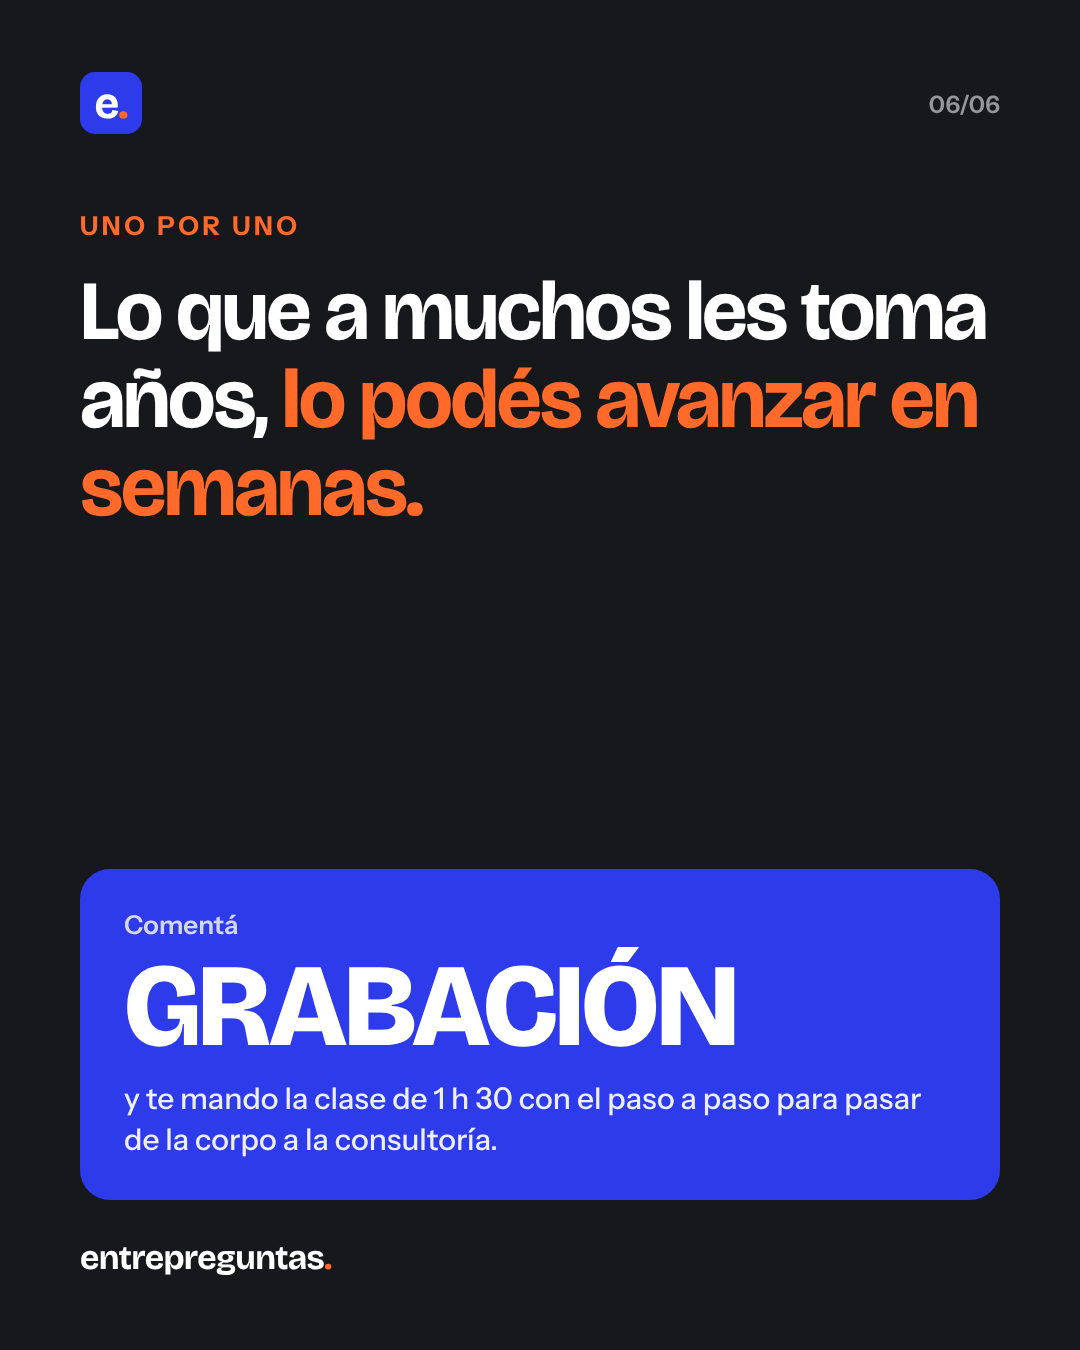 e.
06/06
UNO POR UNO
Lo que a muchos les toma
años, lo podés avanzar en
semanas.
Comentá
GRABACIÓN
y te mando la clase de 1 h 30 con el paso a paso para pasar
de la corpo a la consultoría.
entrepreguntas.